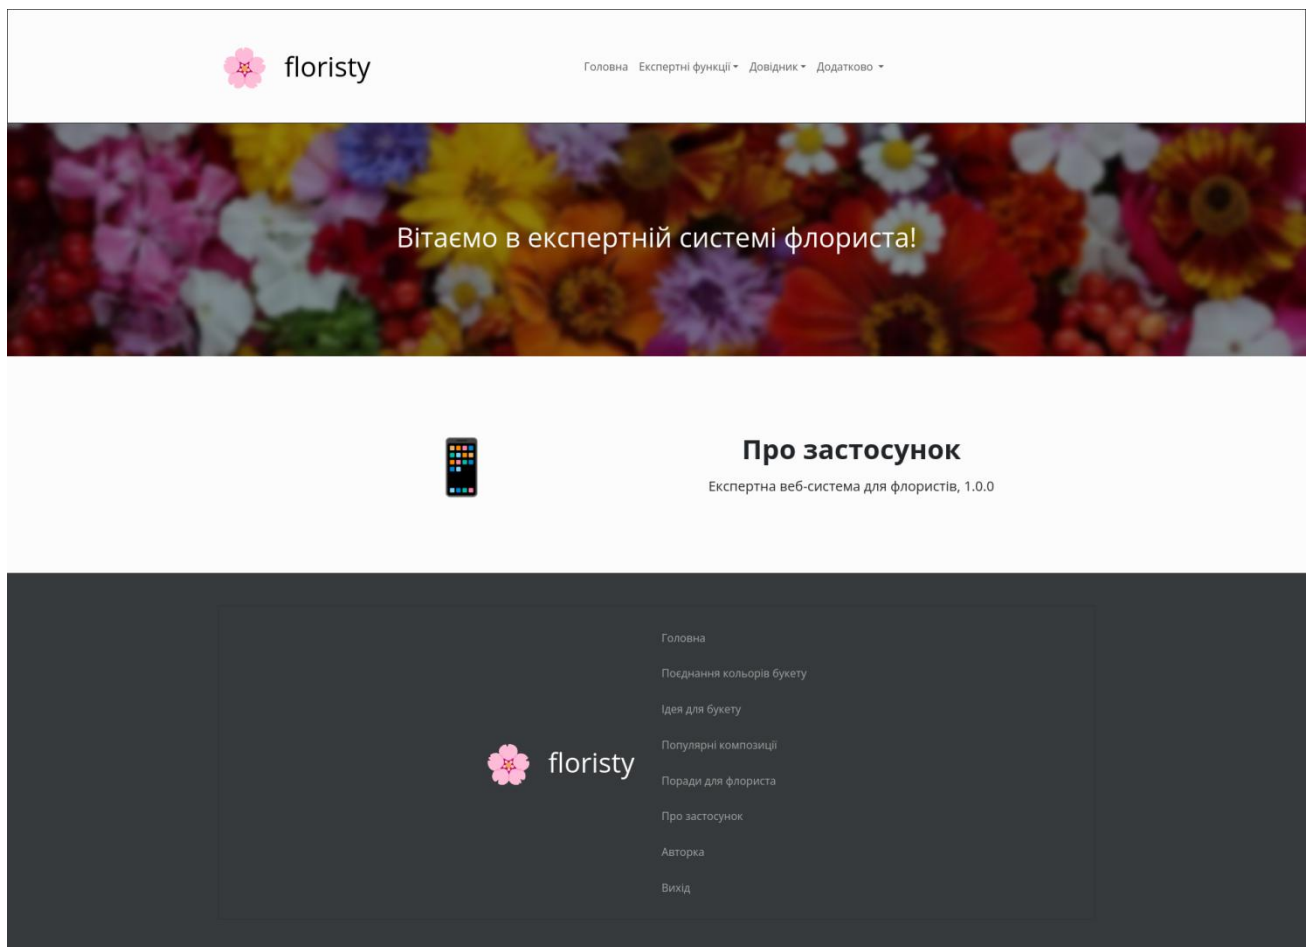 floristy
Головна Експертні функції Довідник Додатково
Вітаємо в експертній системі флориста!
Про застосунок
Експертна веб-система для флористів, 1.0.0
Головна
Поєднання кольорів букету
Ідея для букету
Популярні композиції
floristy
Поради для флориста
Про застосунок
Авторка
Вихід